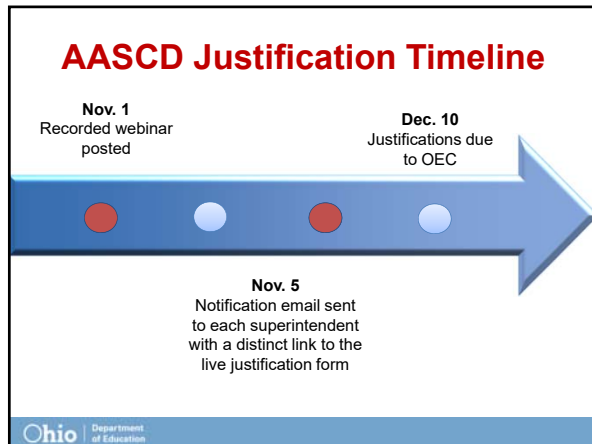 AASCD Justification Timeline
Nov. 1
Recorded webinar
posted
Dec. 10
Justifications due
to OEC
Nov. 5
Notification email sent
to each superintendent
with a distinct link to the
live justification form
Ohio Department
of Education